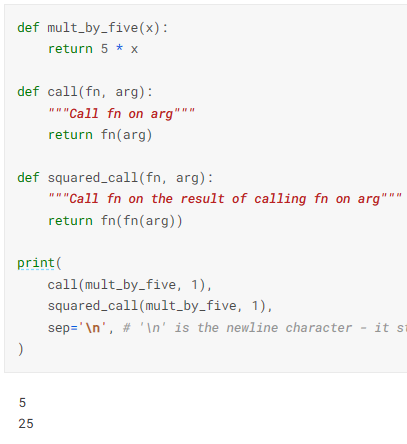 def mult_by_five(x):
    return 5 * x
def call(fn, arg):
    """Call fn on arg"""
    return fn(arg)
def squared_call(fn, arg):
    """Call fn on the result of calling fn on arg"""
    return fn(fn(arg))
print(
    call(mult_by_five, 1),
    squared_call(mult_by_five, 1),
    sep='\n', # '\n' is the newline character - it
)
5
25